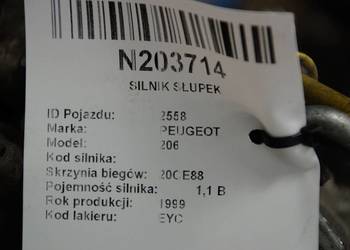 N203714
SILNIK SŁUPEK
ID Pojazdu: 2558
Marka: PEUGEOT
Model: 206
Kod silnika:
Skrzynia biegów: 20CE88
Pojemność silnika: 1,1 B
Rok produkcji: 1999
Kod lakieru: EYC